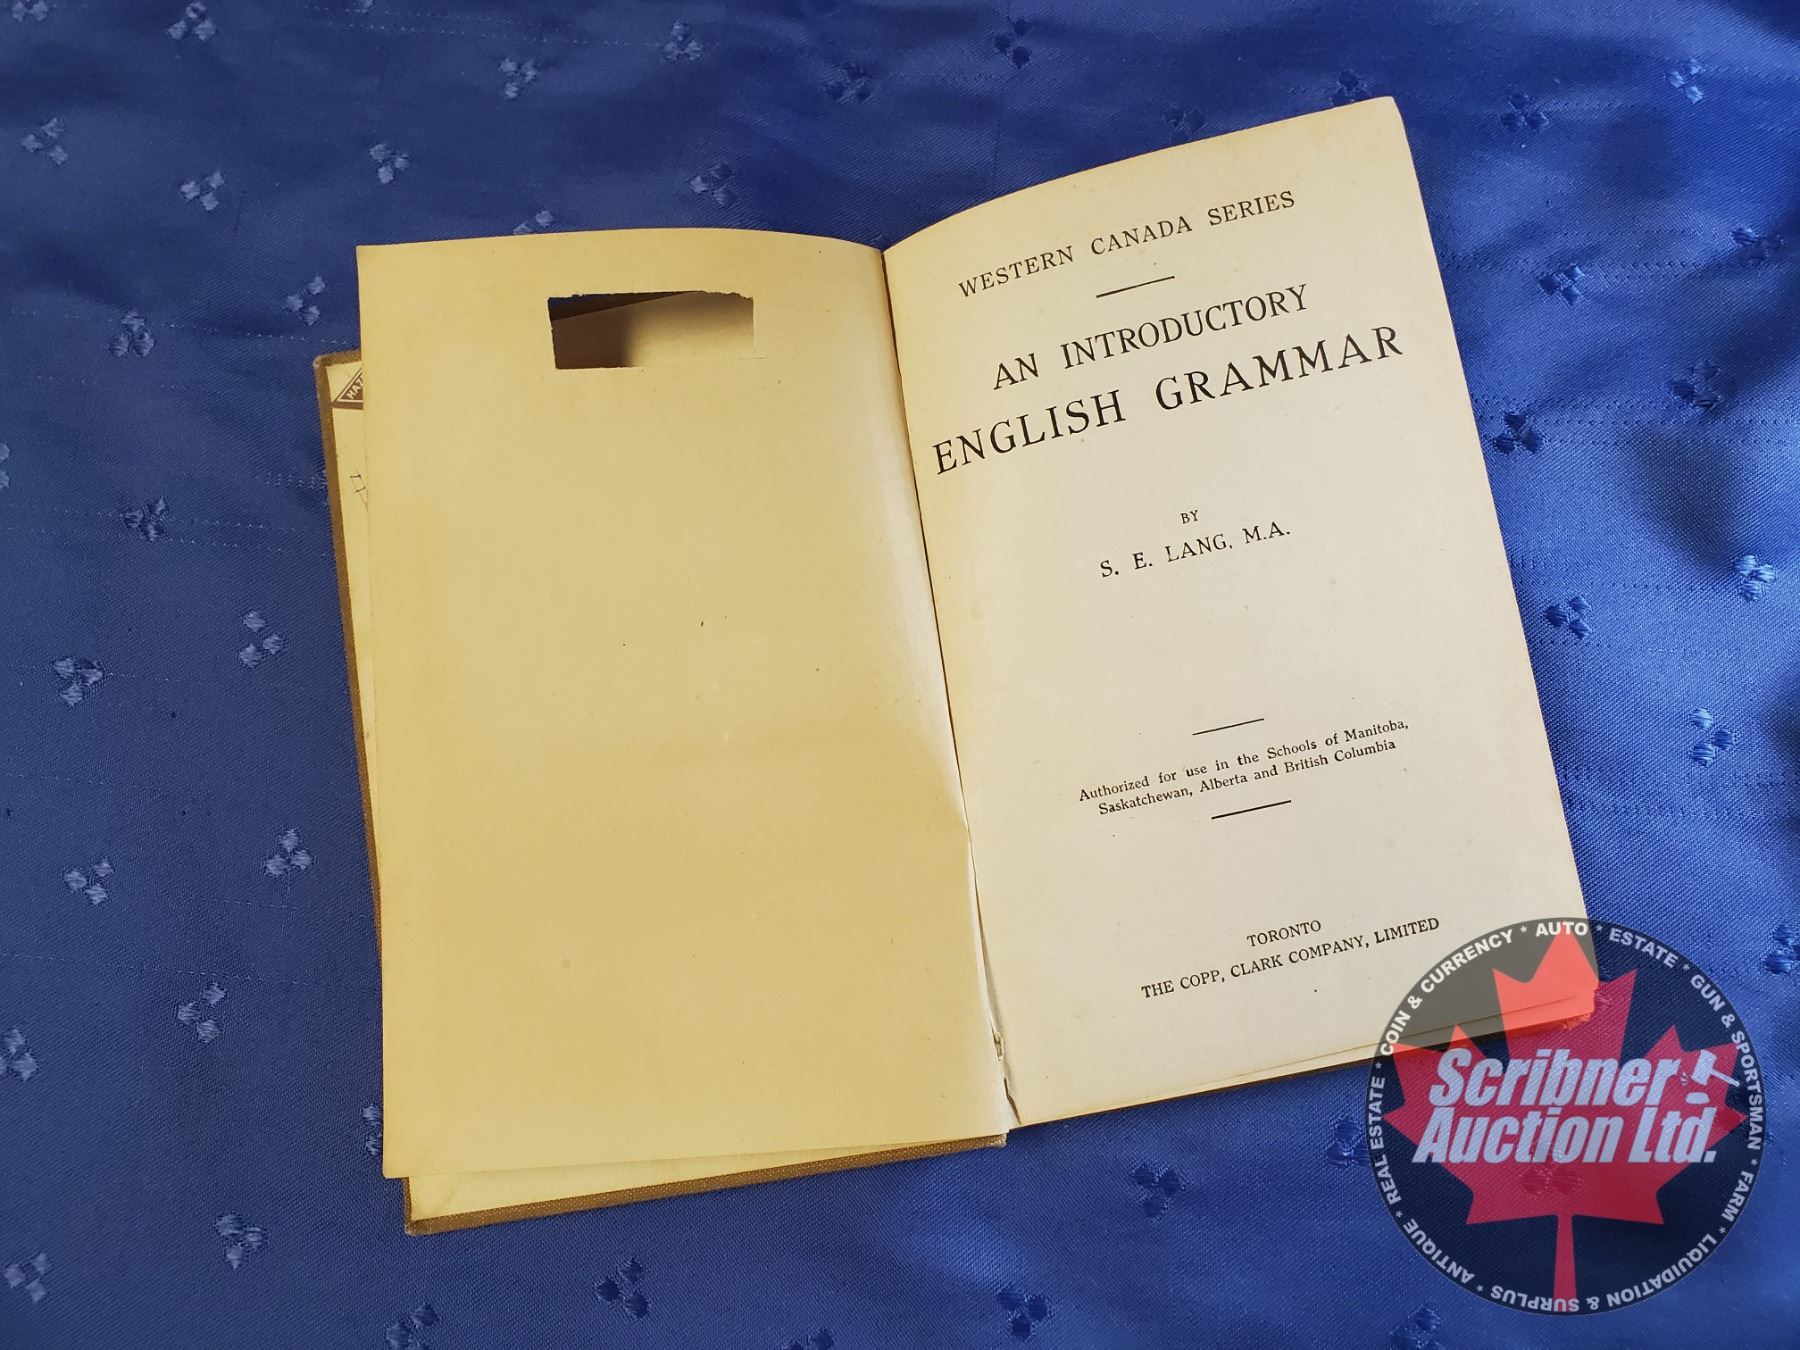 WESTERN CANADA SERIES
AN INTRODUCTORY
ENGLISH GRAMMAR
BY
S. E. LANG, M.A.
Authorized for use in the Schools of Manitoba,
Saskatchewan, Alberta and British Columbia
TORONTO
THE COPP, CLARK COMPANY, LIMITED
REAL ESTATE * COIN & CURRENCY * AUTO * ESTATE * GUN & SPORTSMAN * FARM * LIQUIDATION & SURPLUS * ANTIQUE *
Scribner
Auction Ltd.